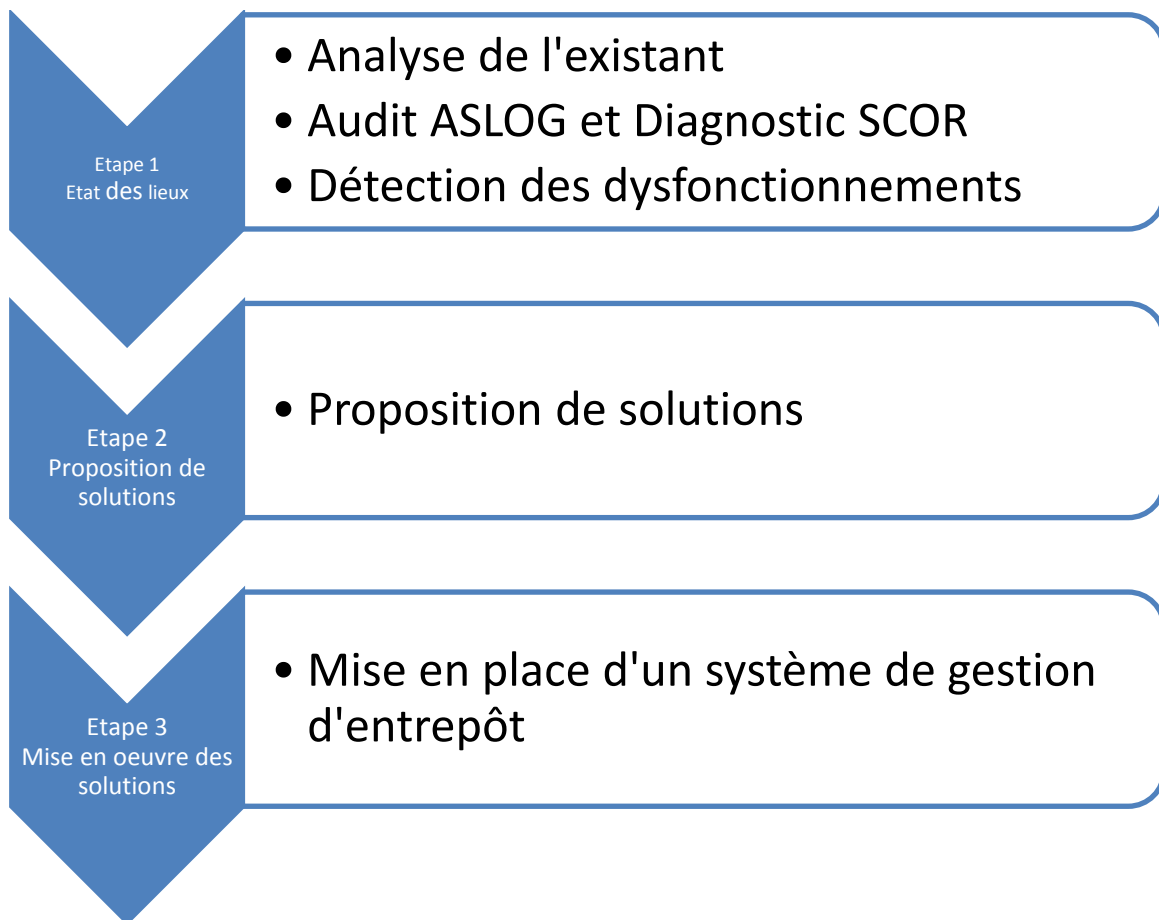 Etape 1
Etat des lieux
• Analyse de l'existant
• Audit ASLOG et Diagnostic SCOR
• Détection des dysfonctionnements
Etape 2
Proposition de
solutions
• Proposition de solutions
Etape 3
Mise en oeuvre des
solutions
• Mise en place d'un système de gestion
d'entrepôt